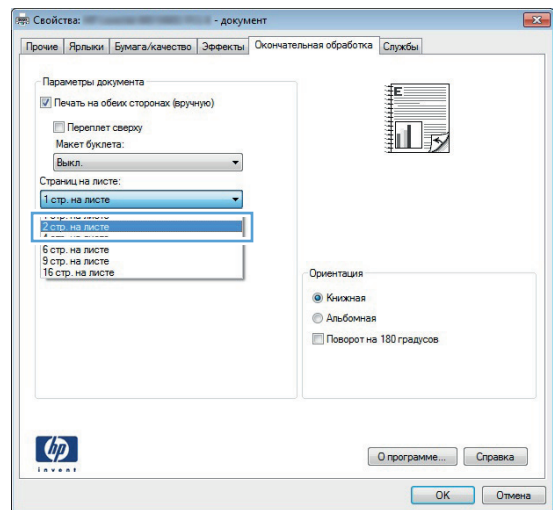 Свойства: - документ
Прочие Ярлыки Бумага/качество Эффекты Окончательная обработка Службы
Параметры документа
Печать на обеих сторонах (вручную)
Переплет сверху
Макет буклета:
Выкл.
Страниц на листе:
1 стр. на листе
2 стр. на листе
6 стр. на листе
9 стр. на листе
16 стр. на листе
E
Ориентация
Книжная
Альбомная
Поворот на 180 градусов
hp
invent
О программе... Справка
OK Отмена